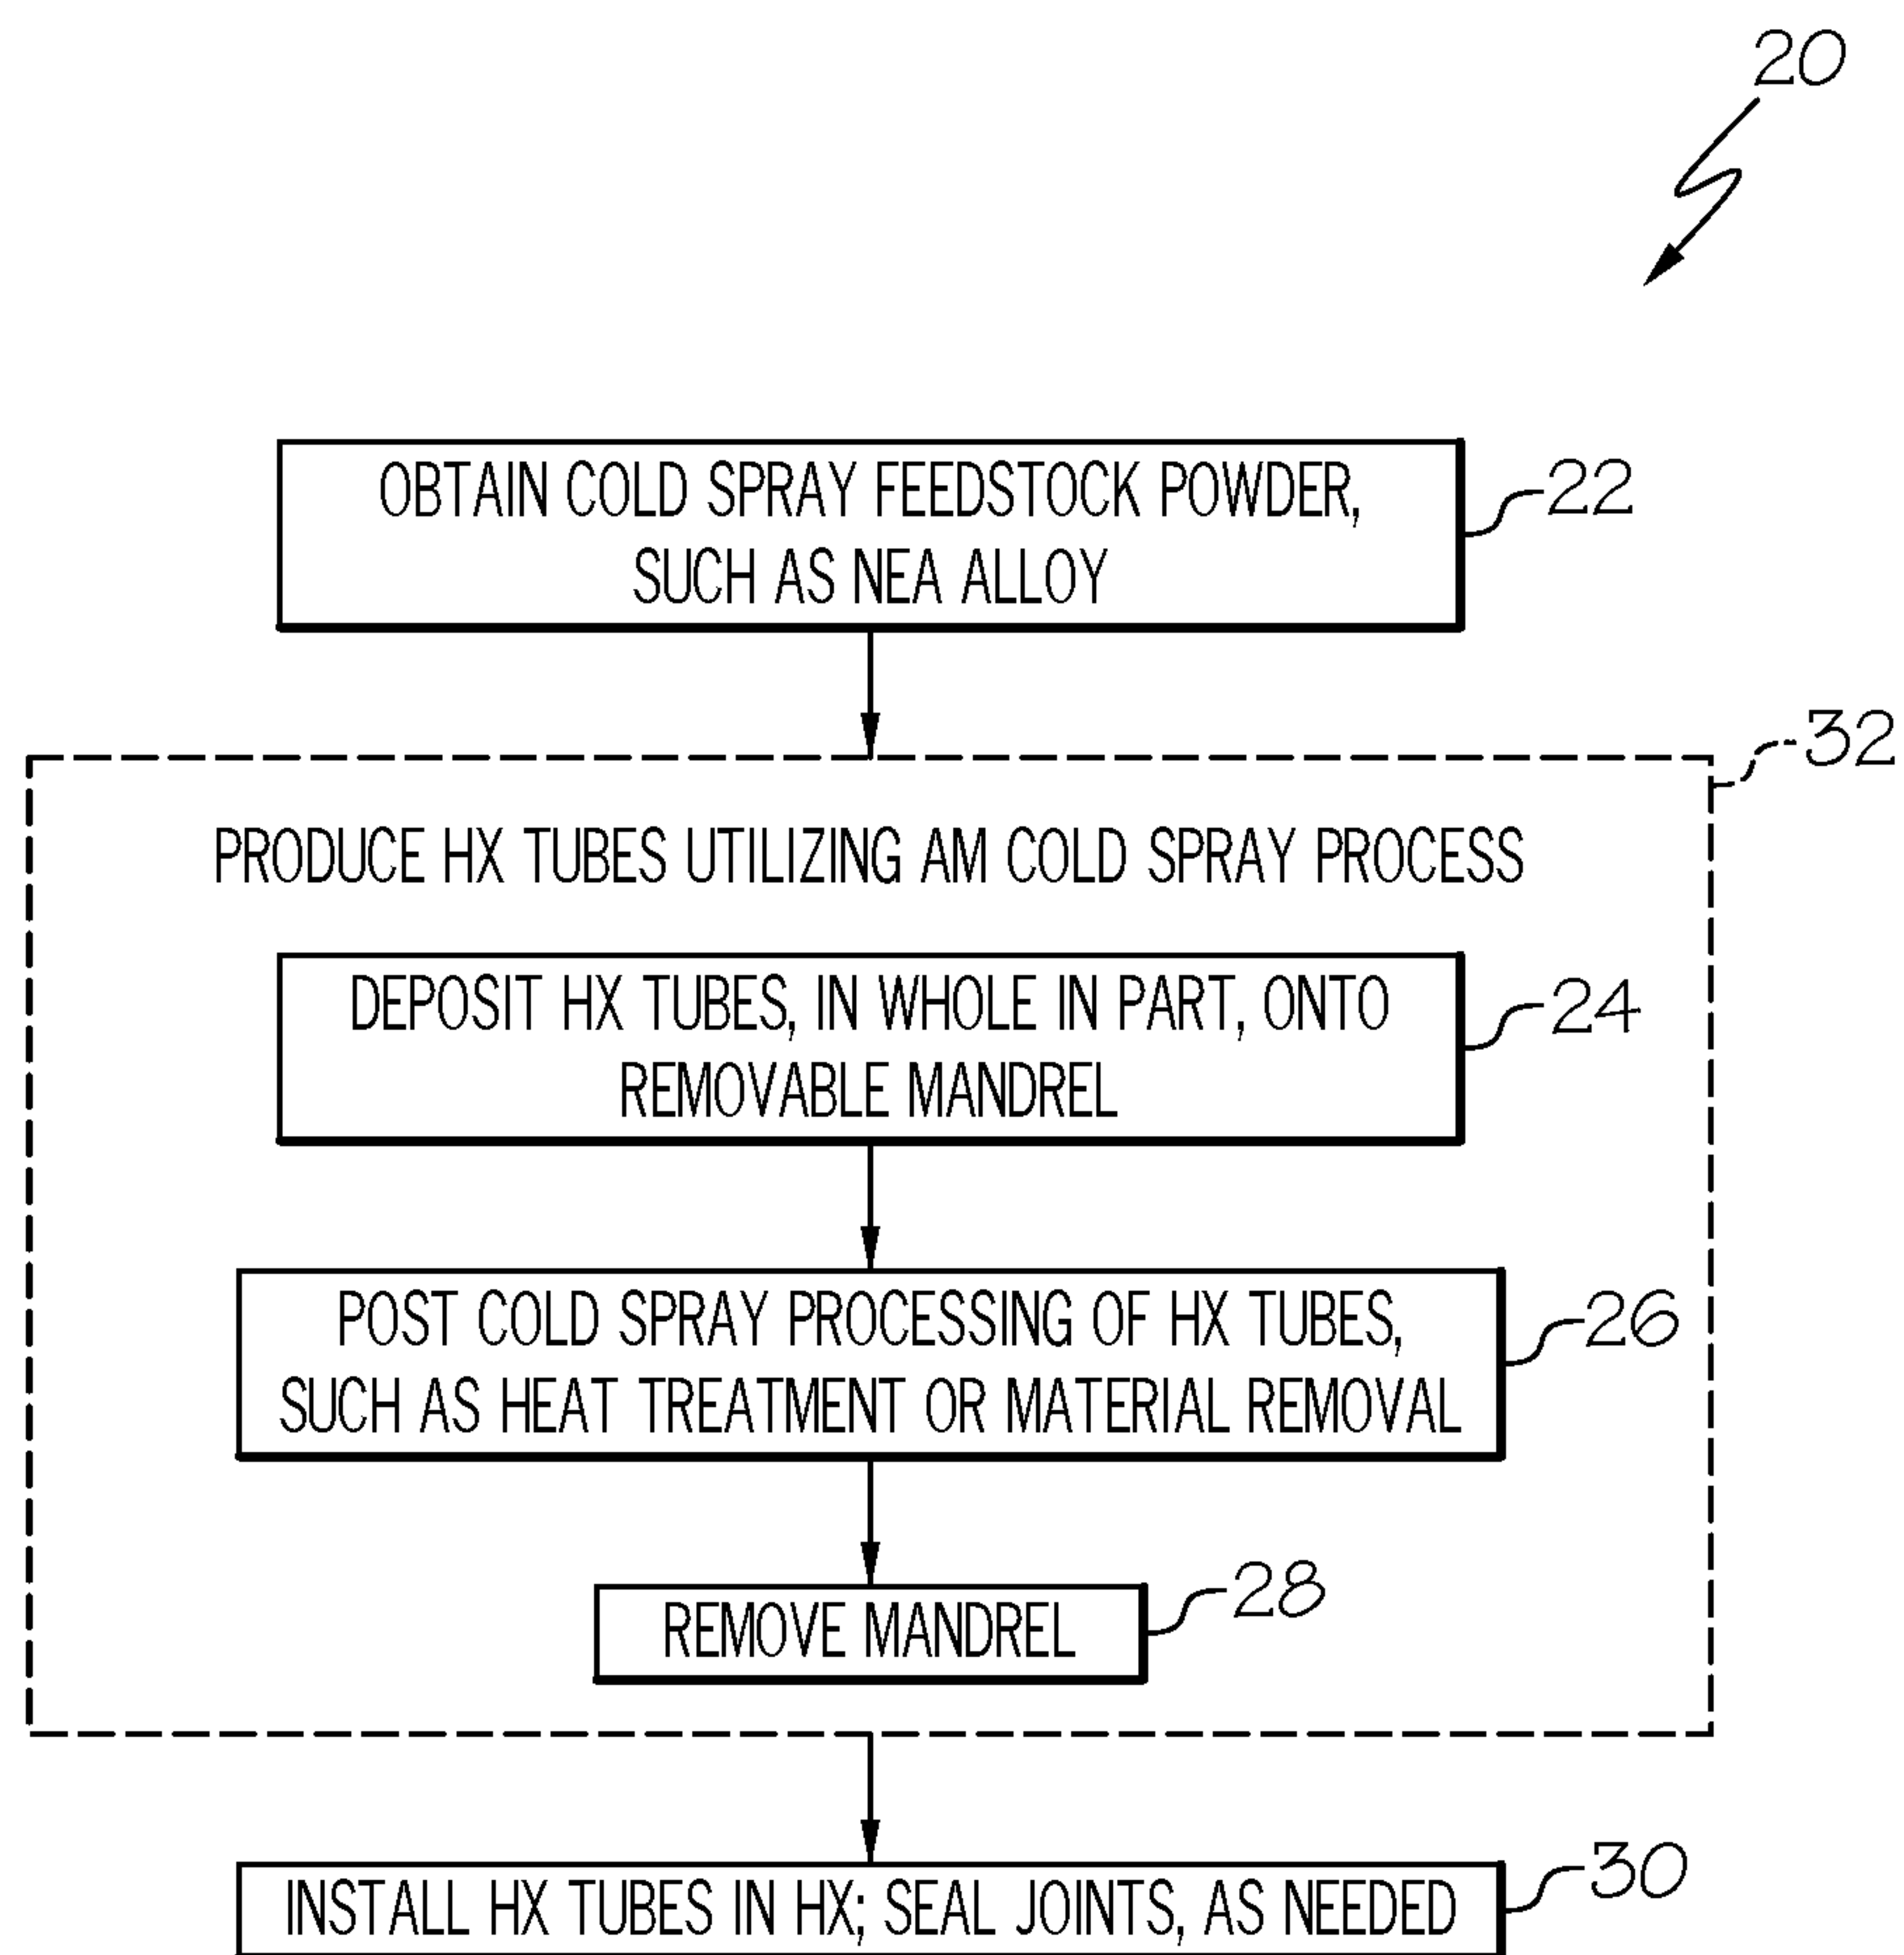 20
OBTAIN COLD SPRAY FEEDSTOCK POWDER,
SUCH AS NEA ALLOY
22
32
PRODUCE HX TUBES UTILIZING AM COLD SPRAY PROCESS
DEPOSIT HX TUBES, IN WHOLE IN PART, ONTO
REMOVABLE MANDREL
24
POST COLD SPRAY PROCESSING OF HX TUBES,
SUCH AS HEAT TREATMENT OR MATERIAL REMOVAL
26
REMOVE MANDREL
28
INSTALL HX TUBES IN HX; SEAL JOINTS, AS NEEDED
30